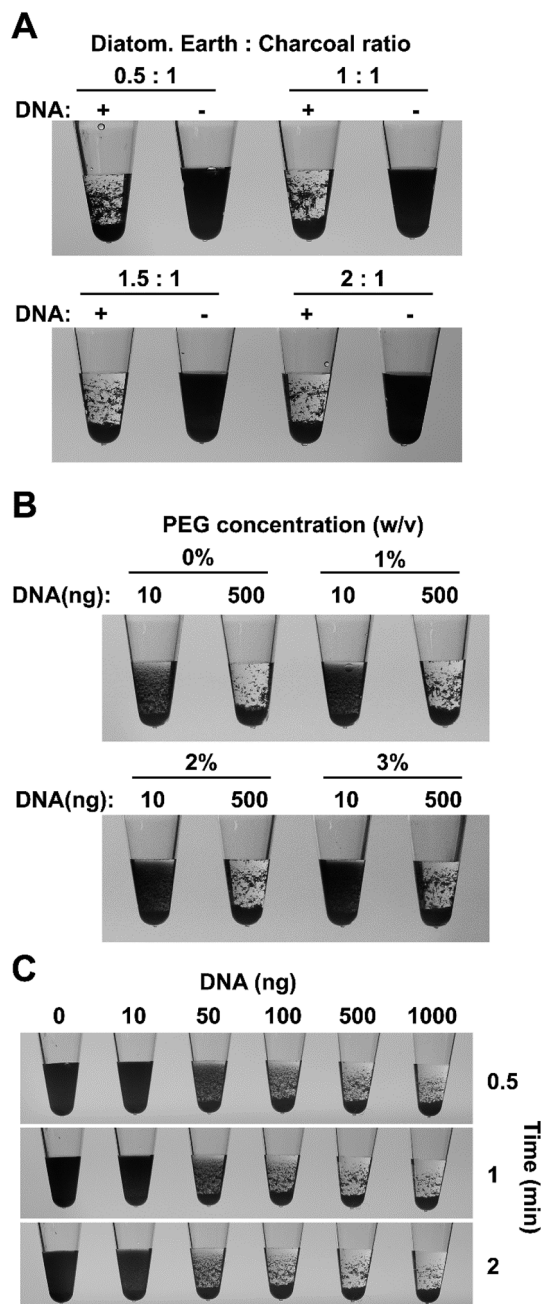 A
Diatom. Earth : Charcoal ratio
0.5 : 1 1 : 1
DNA: + - + -
1.5 : 1 2 : 1
DNA: + - + -
B
PEG concentration (w/v)
0% 1%
DNA(ng): 10 500 10 500
2% 3%
DNA(ng): 10 500 10 500
C
DNA (ng)
0 10 50 100 500 1000
0.5
1
2
Time (min)